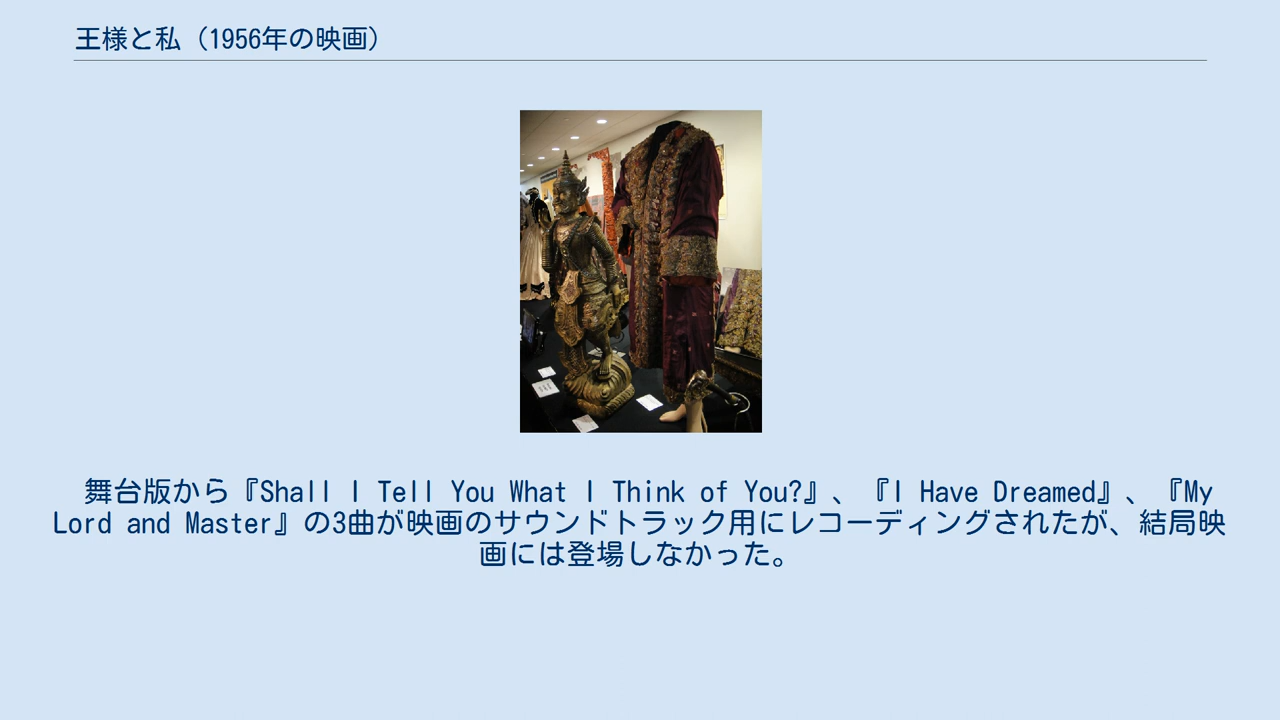 王様と私（1956年の映画）
舞台版から『Shall I Tell You What I Think of You?』、『I Have Dreamed』、『My
Lord and Master』の3曲が映画のサウンドトラック用にレコーディングされたが、結局映
画には登場しなかった。